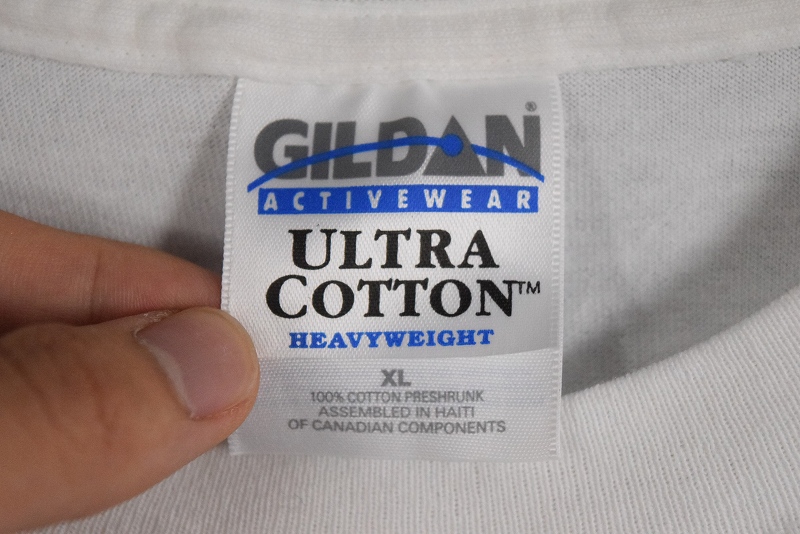 GILDAN®
ACTIVEWEAR
ULTRA
COTTON™
HEAVYWEIGHT
XL
100% COTTON PRESHRUNK
ASSEMBLED IN HAITI
OF CANADIAN COMPONENTS